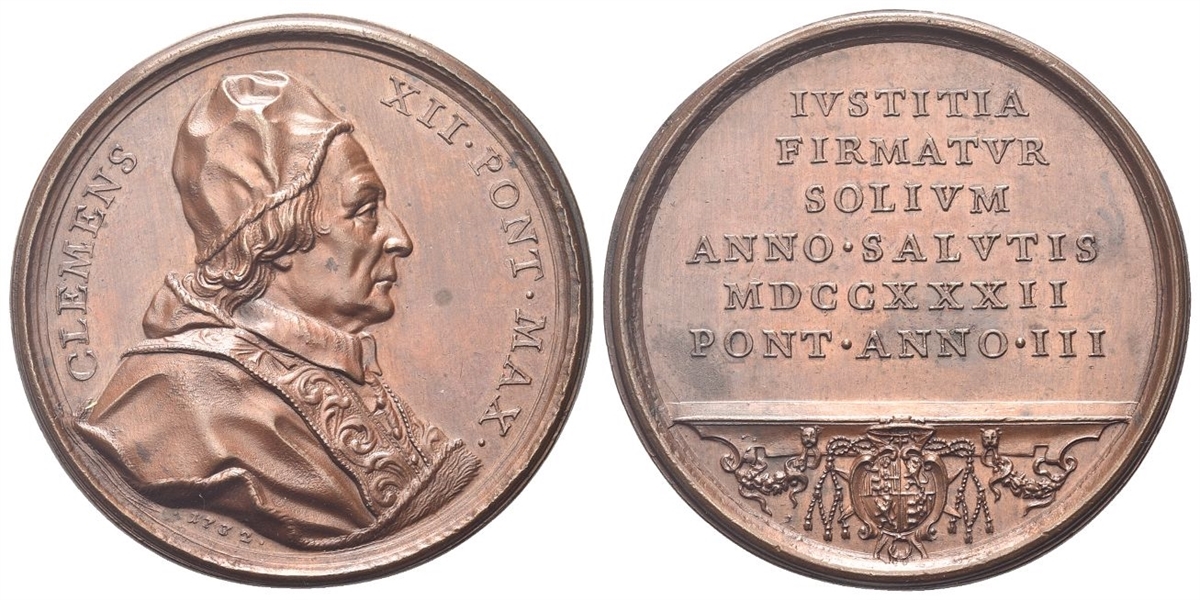 CLEMENS XII · PONT · MAX ·
1732 ·
IVSTITIA
FIRMATVR
SOLIVM
ANNO · SALVTIS
MDCCXXXII
PONT · ANNO · III